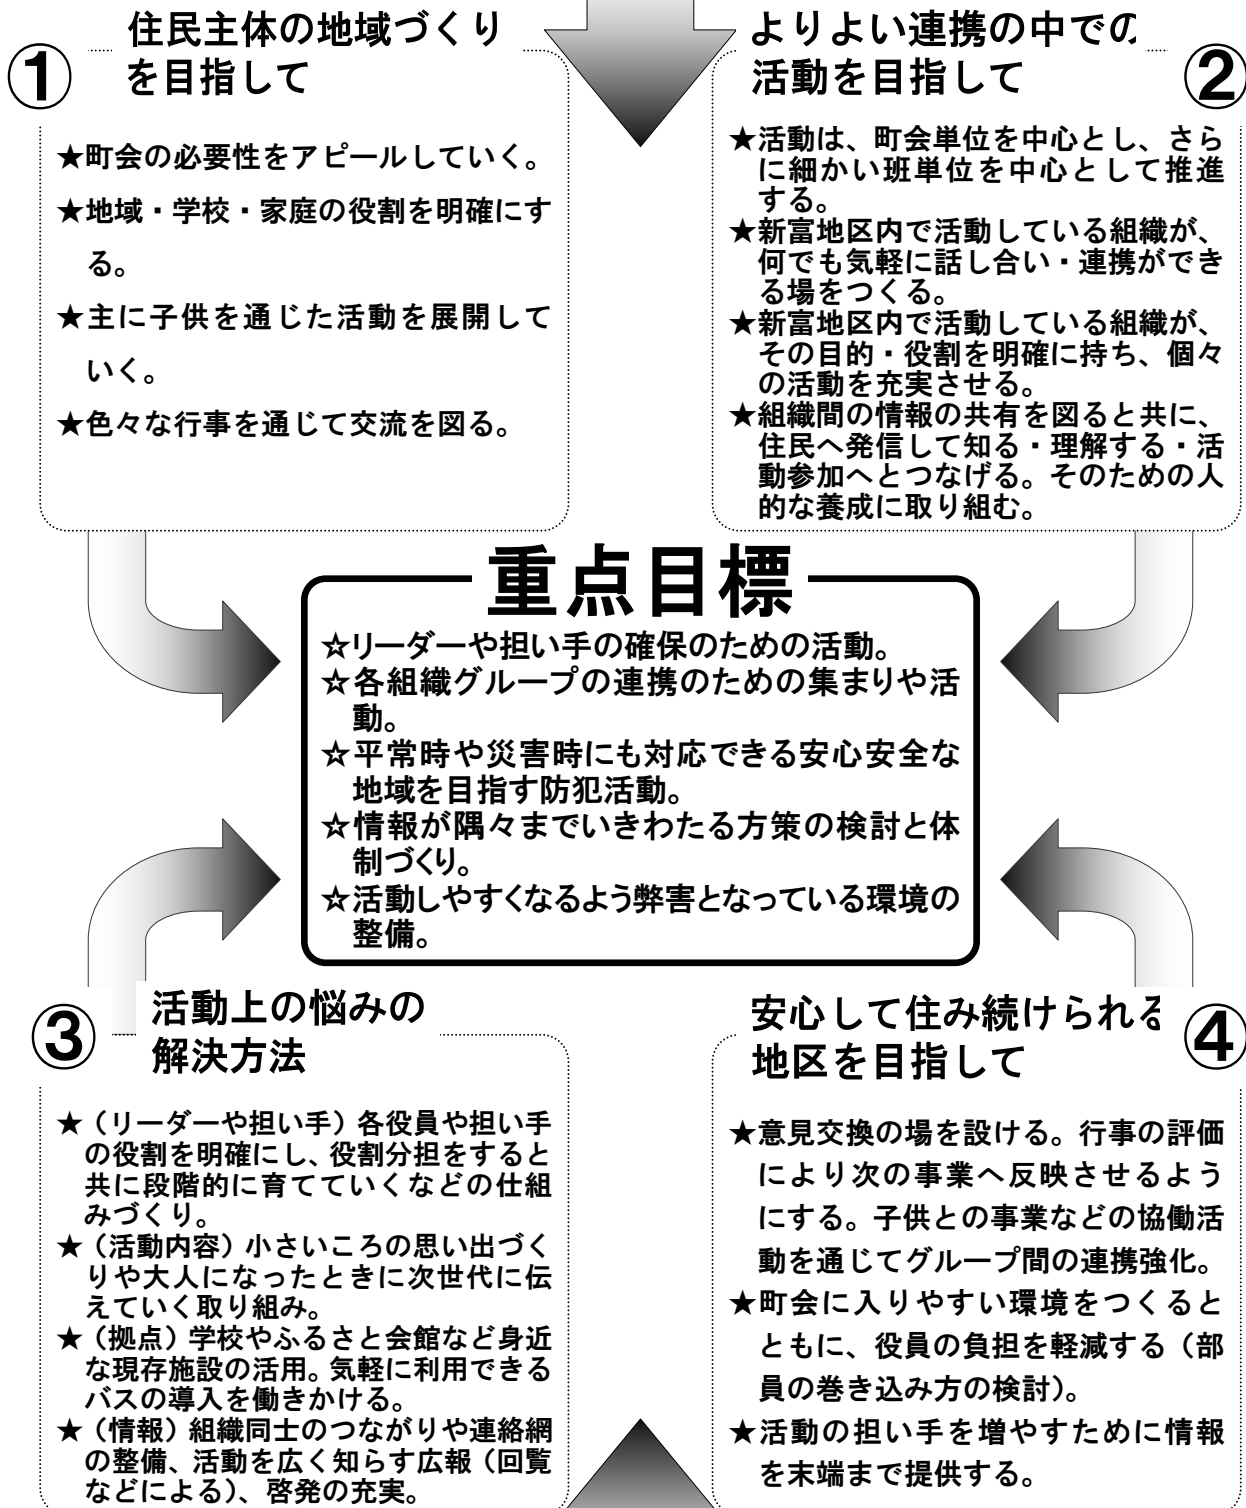 ①
住民主体の地域づくり
を目指して
★町会の必要性をアピールしていく。
★地域・学校・家庭の役割を明確にす
る。
★主に子供を通じた活動を展開して
いく。
★色々な行事を通じて交流を図る。
よりよい連携の中での
活動を目指して
②
★活動は、町会単位を中心とし、さら
に細かい班単位を中心として推進
する。
★新富地区内で活動している組織が、
何でも気軽に話し合い・連携ができ
る場をつくる。
★新富地区内で活動している組織が、
その目的・役割を明確に持ち、個々
の活動を充実させる。
★組織間の情報の共有を図ると共に、
住民へ発信して知る・理解する・活
動参加へとつなげる。そのための人
的な養成に取り組む。
重点目標
☆リーダーや担い手の確保のための活動。
☆各組織グループの連携のための集まりや活
動。
☆平常時や災害時にも対応できる安心安全な
地域を目指す防犯活動。
☆情報が隅々までいきわたる方策の検討と体
制づくり。
☆活動しやすくなるよう弊害となっている環境の
整備。
③
活動上の悩みの
解決方法
★（リーダーや担い手）各役員や担い手
の役割を明確にし、役割分担をすると
共に段階的に育てていくなどの仕組
みづくり。
★（活動内容）小さいころの思い出づく
りや大人になったときに次世代に伝
えていく取り組み。
★（拠点）学校やふるさと会館など身近
な現存施設の活用。気軽に利用できる
バスの導入を働きかける。
★（情報）組織同士のつながりや連絡網
の整備、活動を広く知らす広報（回覧
などによる）、啓発の充実。
安心して住み続けられる
地区を目指して
④
★意見交換の場を設ける。行事の評価
により次の事業へ反映させるよう
にする。子供との事業などの協働活
動を通じてグループ間の連携強化。
★町会に入りやすい環境をつくると
ともに、役員の負担を軽減する（部
員の巻き込み方の検討）。
★活動の担い手を増やすために情報
を末端まで提供する。